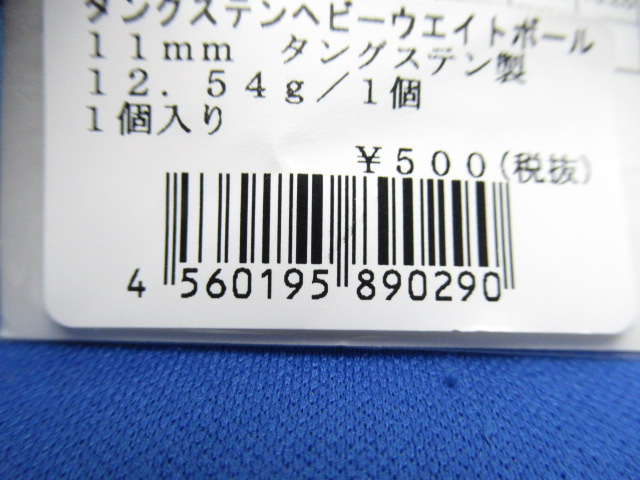 タングステンヘビーウエイトボール
11mm タングステン製
12.54g/1個
1個入り
¥500(税抜)
4 560195 890290